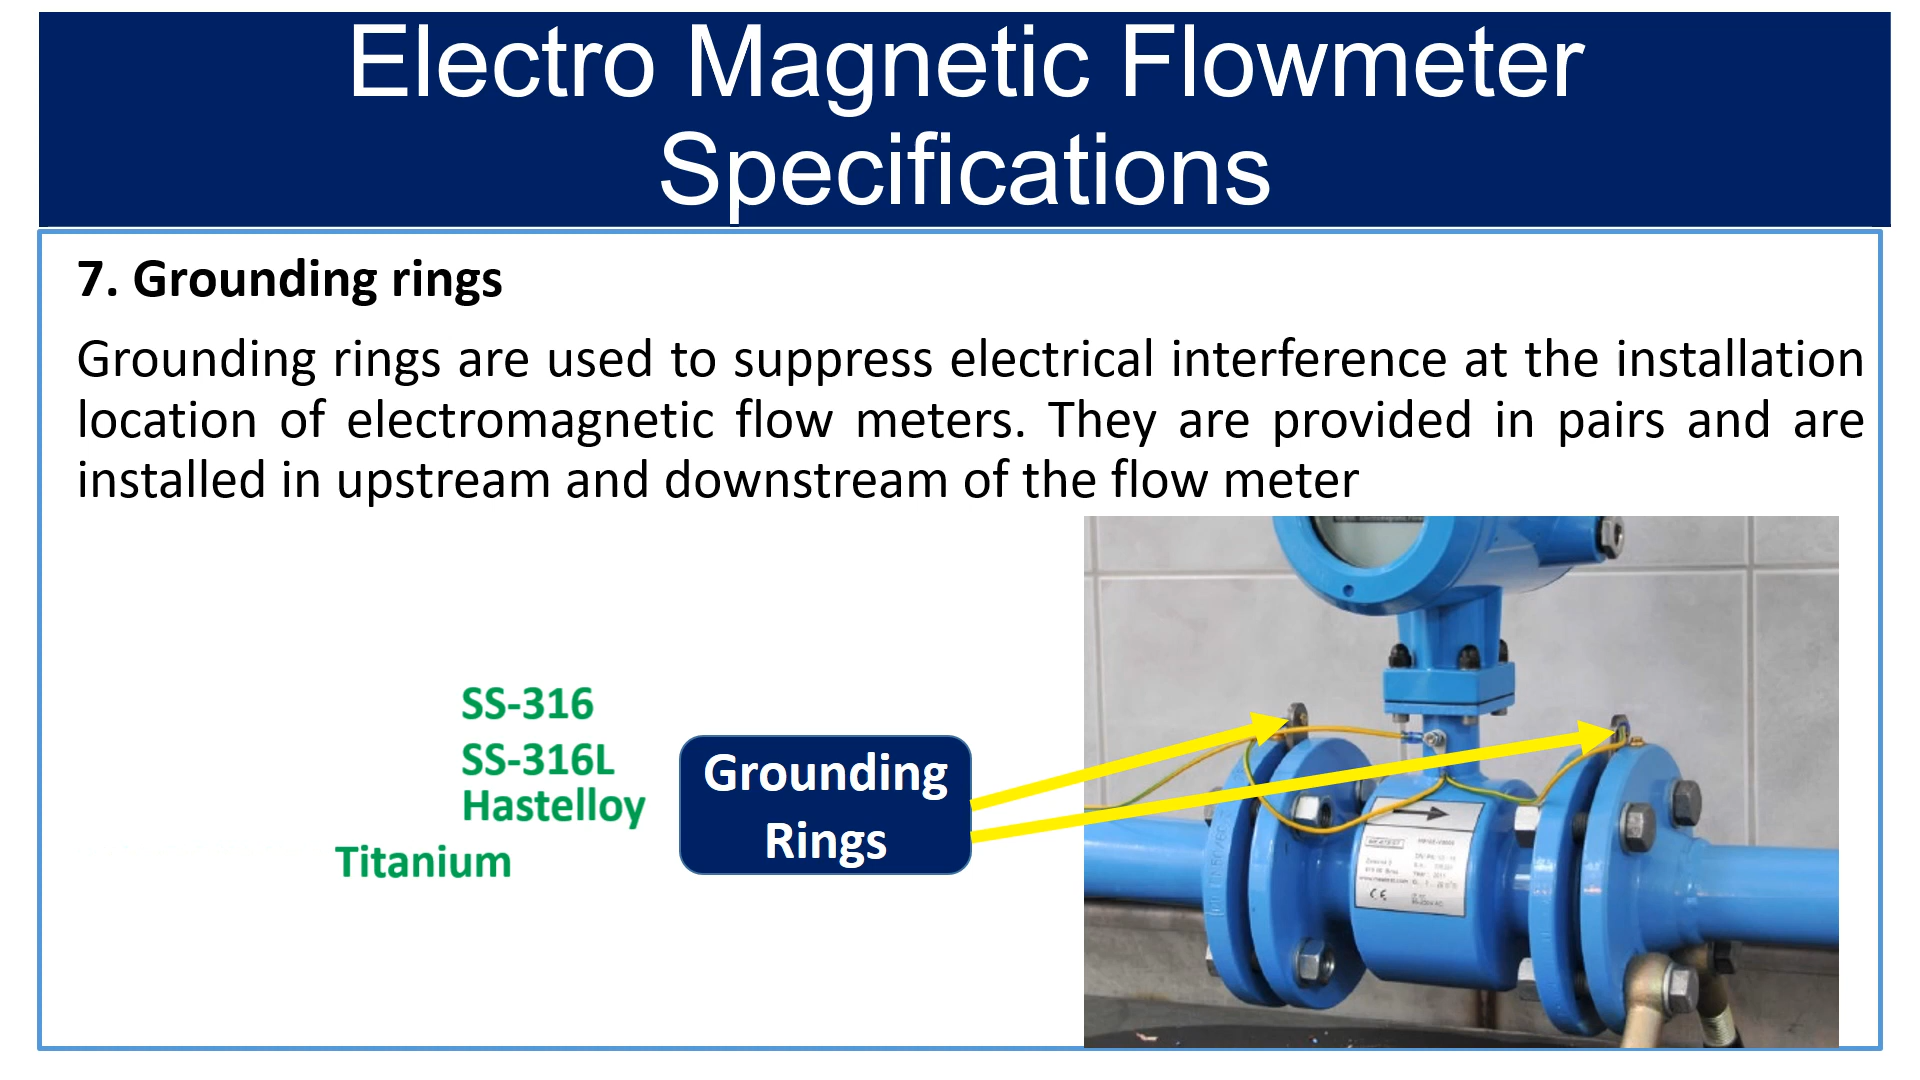 Electro Magnetic Flowmeter
Specifications
7. Grounding rings
Grounding rings are used to suppress electrical interference at the installation
location of electromagnetic flow meters. They are provided in pairs and are
installed in upstream and downstream of the flow meter
SS-316
SS-316L
Hastelloy
Titanium
Grounding
Rings